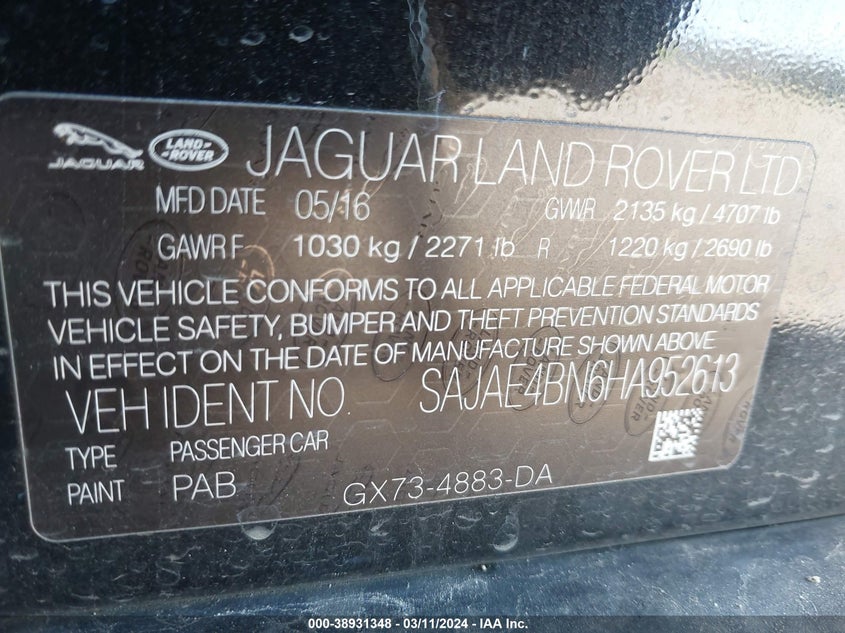 JAGUAR LAND ROVER JAGUAR LAND ROVER LTD
MFD DATE 05/16 GVWR 2135 kg / 4707 lb
GAWR F 1030 kg / 2271 lb R 1220 kg / 2690 lb
THIS VEHICLE CONFORMS TO ALL APPLICABLE FEDERAL MOTOR
VEHICLE SAFETY, BUMPER AND THEFT PREVENTION STANDARDS
IN EFFECT ON THE DATE OF MANUFACTURE SHOWN ABOVE
VEH IDENT NO. SAJAE4BN6HA952613
TYPE PASSENGER CAR
PAINT PAB GX73-4883-DA
000-38931348 - 03/11/2024 - IAA Inc.